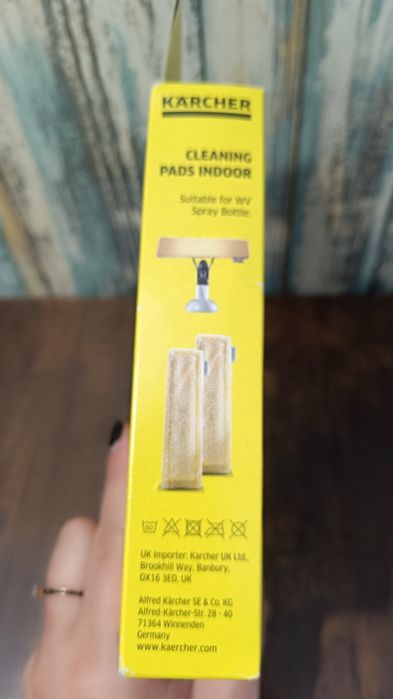 KÄRCHER
CLEANING
PADS INDOOR
Suitable for WV
Spray Bottle:
60
UK Importer: Karcher UK Ltd.,
Brookhill Way, Banbury,
OX16 3ED, UK
Alfred Kärcher SE & Co. KG
Alfred-Kärcher-Str. 28 - 40
71364 Winnenden
Germany
www.kaercher.com